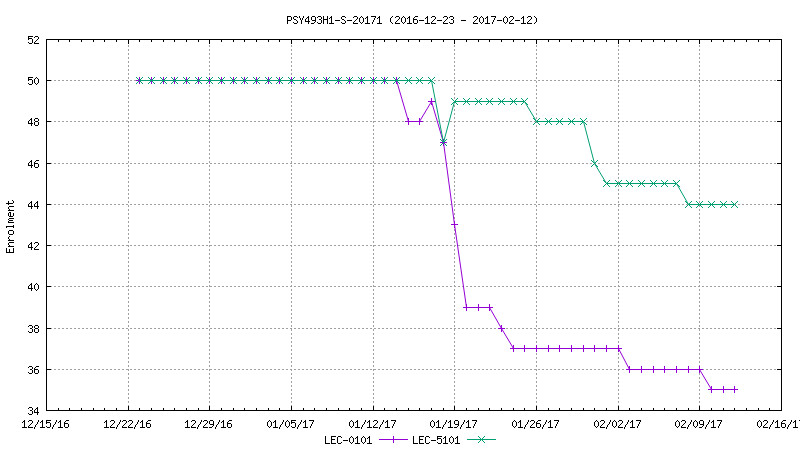 PSY493H1-S-20171 (2016-12-23 - 2017-02-12)
52
50
48
46
44
42
40
38
36
34
Enrolment
12/15/16 12/22/16 12/29/16 01/05/17 01/12/17 01/19/17 01/26/17 02/02/17 02/09/17 02/16/17
LEC-0101 LEC-5101